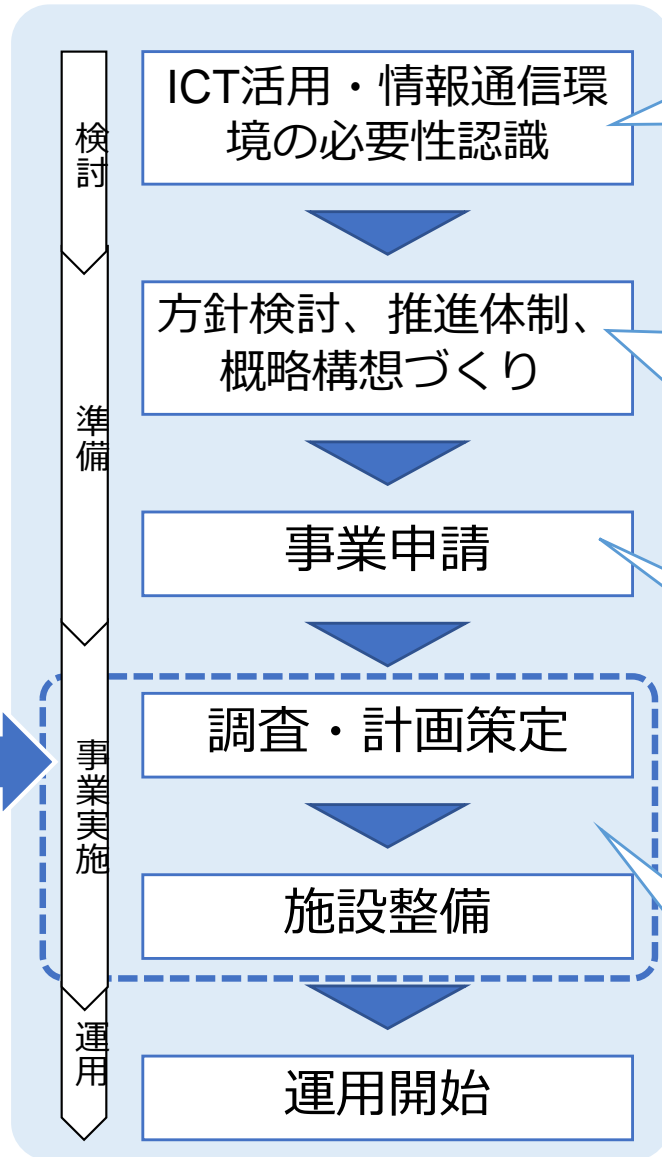 検討
ICT活用・情報通信環
境の必要性認識
準備
方針検討、推進体制、
概略構想づくり
事業申請
事業実施
調査・計画策定
施設整備
運用
運用開始